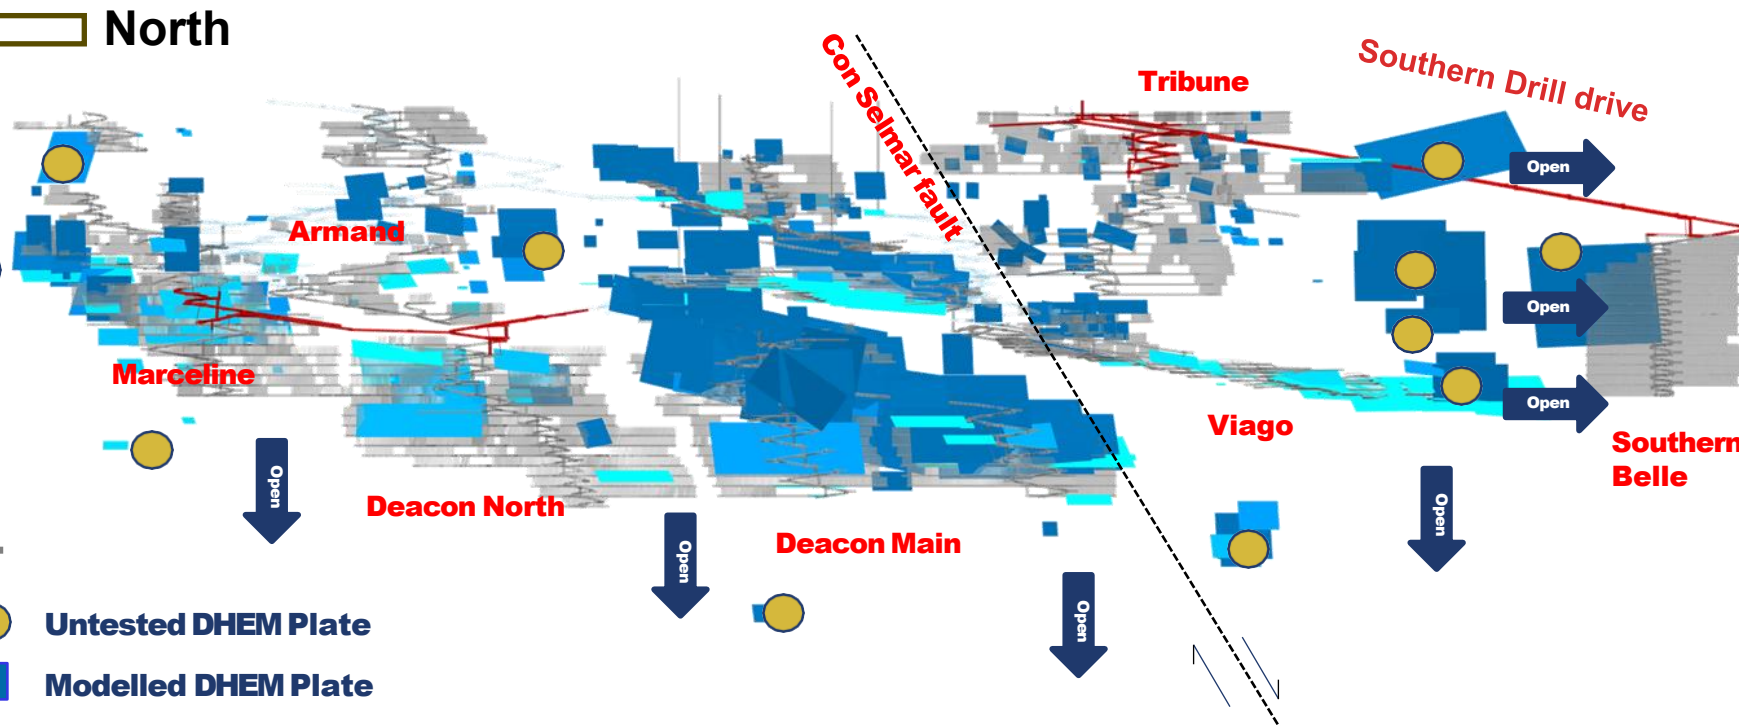 North
Con Selmar fault
Tribune
Southern Drill drive
Open
Armand
Open
Marceline
Open
Viago
Southern
Belle
Open
Open
Deacon North
Open
Deacon Main
Open
Untested DHEM Plate
Modelled DHEM Plate